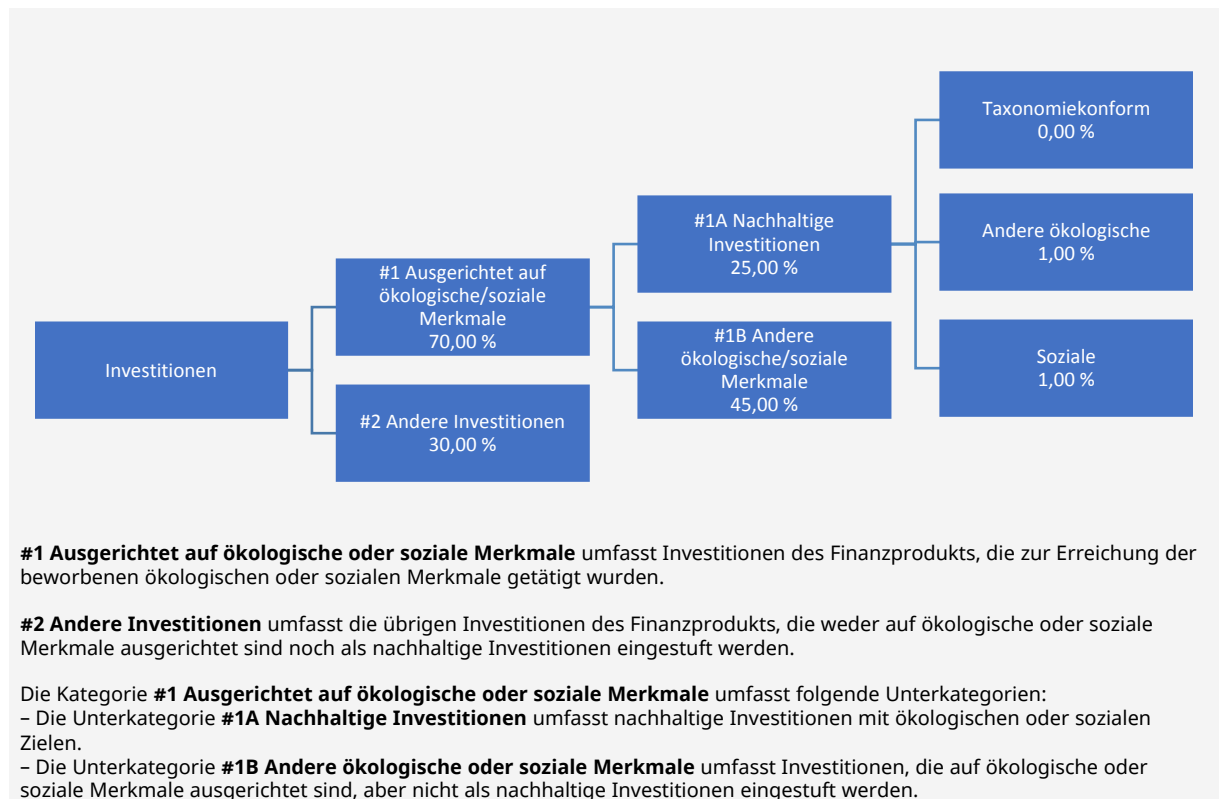 Taxonomiekonform
0,00 %
#1A Nachhaltige
Investitionen
25,00 %
Andere ökologische
1,00 %
#1 Ausgerichtet auf
ökologische/soziale
Merkmale
70,00 %
Investitionen
#1B Andere
ökologische/soziale
Merkmale
45,00 %
Soziale
1,00 %
#2 Andere Investitionen
30,00 %
#1 Ausgerichtet auf ökologische oder soziale Merkmale umfasst Investitionen des Finanzprodukts, die zur Erreichung der
beworbenen ökologischen oder sozialen Merkmale getätigt wurden.
#2 Andere Investitionen umfasst die übrigen Investitionen des Finanzprodukts, die weder auf ökologische oder soziale
Merkmale ausgerichtet sind noch als nachhaltige Investitionen eingestuft werden.
Die Kategorie #1 Ausgerichtet auf ökologische oder soziale Merkmale umfasst folgende Unterkategorien:
– Die Unterkategorie #1A Nachhaltige Investitionen umfasst nachhaltige Investitionen mit ökologischen oder sozialen
Zielen.
– Die Unterkategorie #1B Andere ökologische oder soziale Merkmale umfasst Investitionen, die auf ökologische oder
soziale Merkmale ausgerichtet sind, aber nicht als nachhaltige Investitionen eingestuft werden.